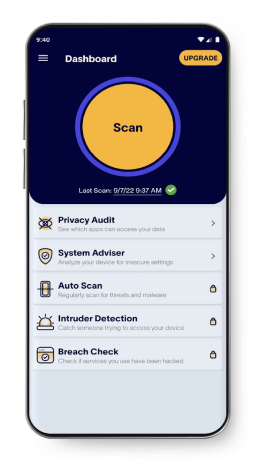 9:40
Dashboard
UPGRADE
Scan
Last Scan: 9/7/22 9:37 AM
Privacy Audit
See which apps can access your data
System Adviser
Analyze your device for insecure settings
Auto Scan
Regularly scan for threats and malware
Intruder Detection
Catch someone trying to access your device
Breach Check
Check if services you use have been hacked